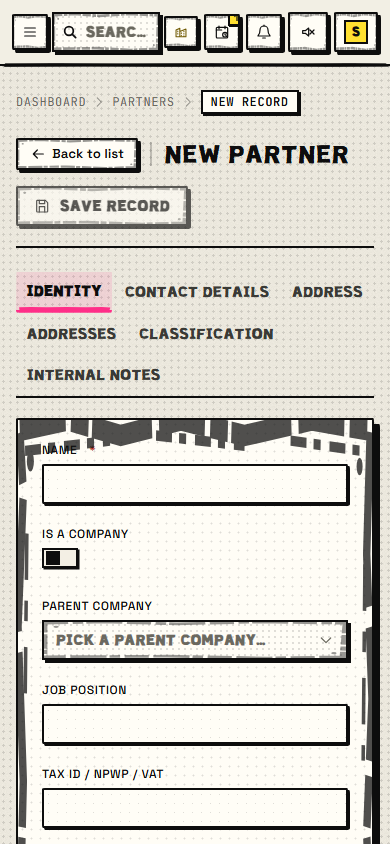 SEARC…
S
DASHBOARD > PARTNERS > NEW RECORD
← Back to list
NEW PARTNER
SAVE RECORD
IDENTITY
CONTACT DETAILS
ADDRESS
ADDRESSES
CLASSIFICATION
INTERNAL NOTES
NAME *
IS A COMPANY
PARENT COMPANY
PICK A PARENT COMPANY…
JOB POSITION
TAX ID / NPWP / VAT